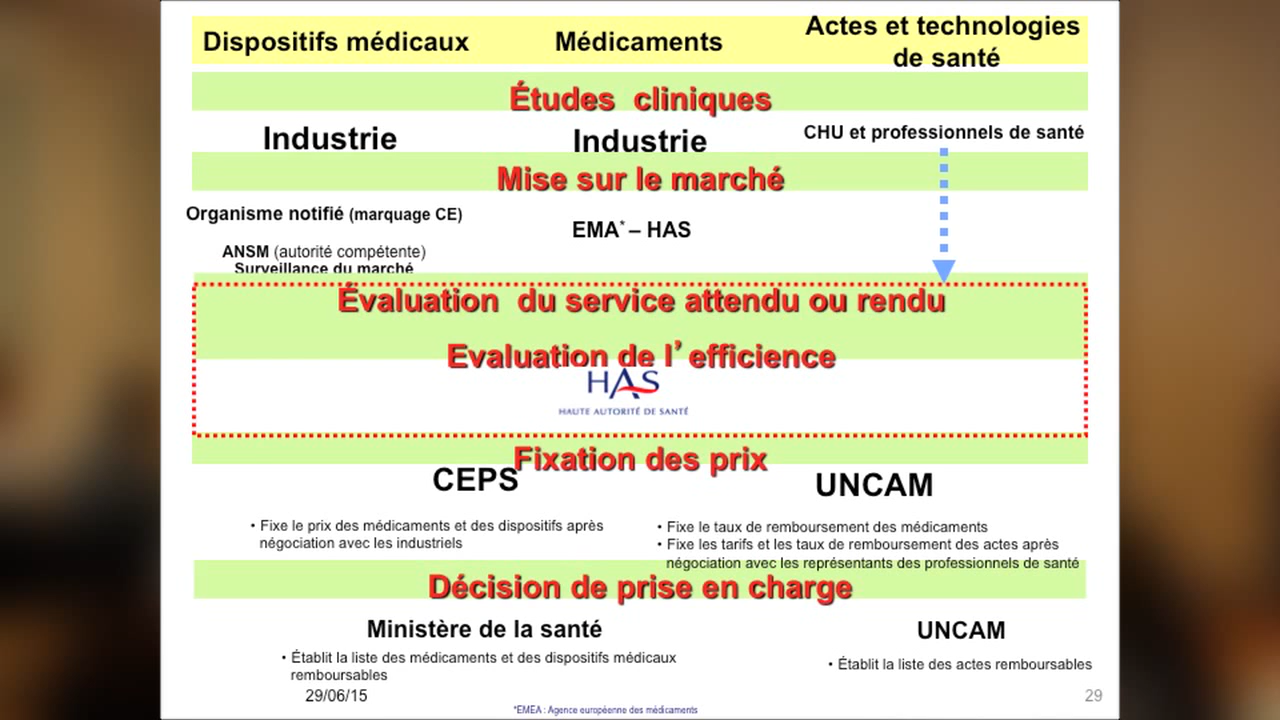 Dispositifs médicaux
Médicaments
Actes et technologies
de santé
Études cliniques
Industrie
Industrie
CHU et professionnels de santé
Mise sur le marché
Organisme notifié (marquage CE)
EMA* – HAS
ANSM (autorité compétente)
Surveillance du marché
Évaluation du service attendu ou rendu
Evaluation de l’efficience
HAS
HAUTE AUTORITÉ DE SANTÉ
Fixation des prix
CEPS
UNCAM
• Fixe le prix des médicaments et des dispositifs après
négociation avec les industriels
• Fixe le taux de remboursement des médicaments
• Fixe les tarifs et les taux de remboursement des actes après
négociation avec les représentants des professionnels de santé
Décision de prise en charge
Ministère de la santé
UNCAM
• Établit la liste des médicaments et des dispositifs médicaux
remboursables
• Établit la liste des actes remboursables
29/06/15
29
*EMEA : Agence européenne des médicaments